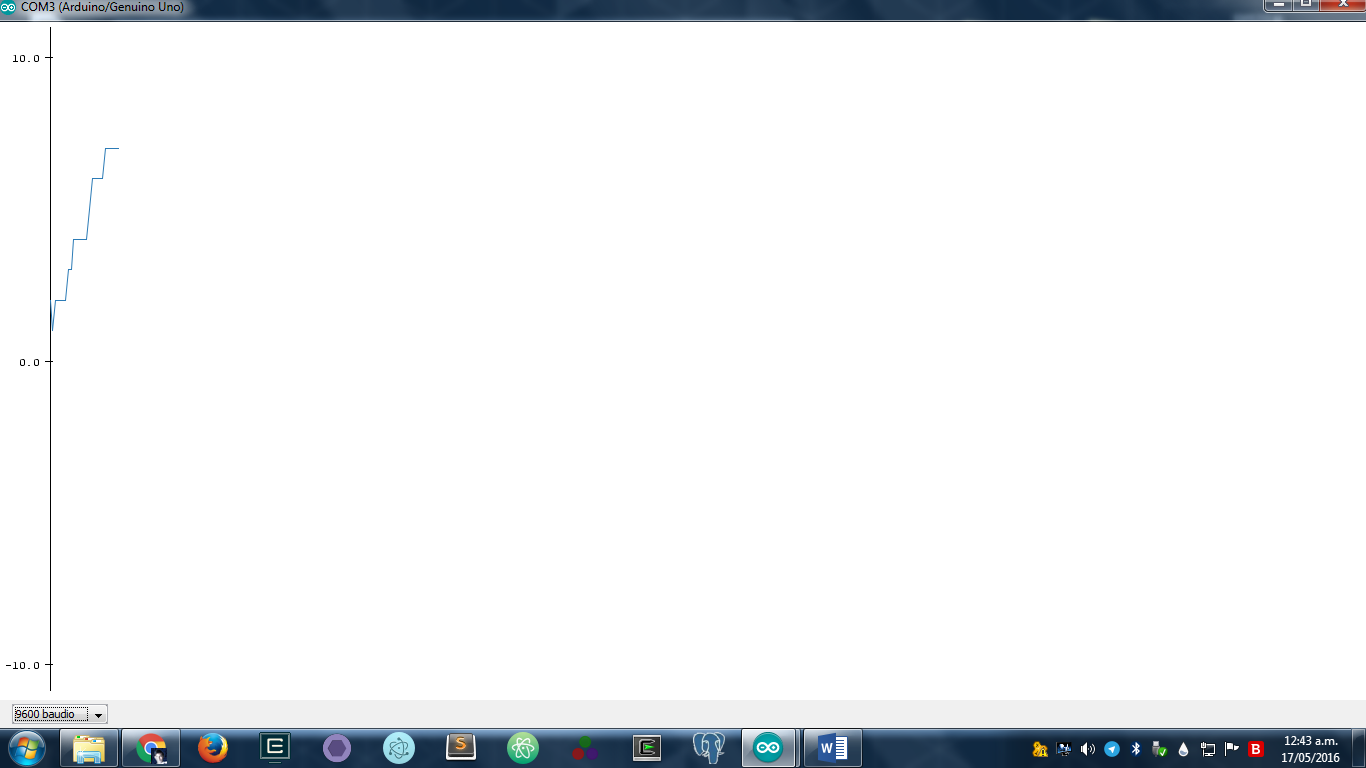 COM3 (Arduino/Genuino Uno)
10.0
0.0
-10.0
9600 baudio
S
W
B
12:43 a.m.
17/05/2016